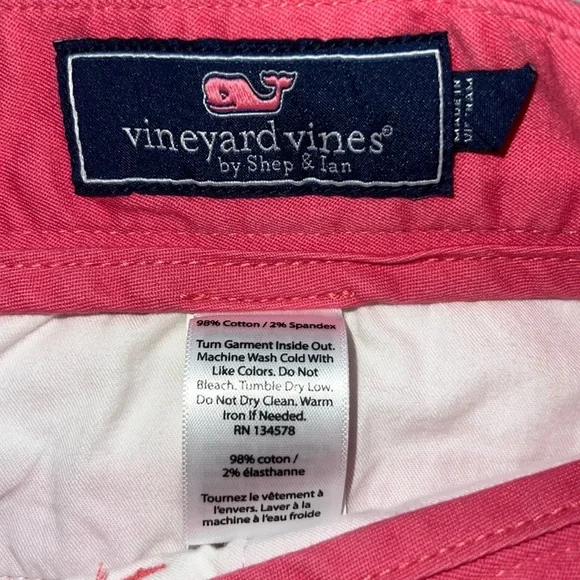 vineyard vines®
by Shep & Ian
MADE IN
VIETNAM
98% Cotton / 2% Spandex
Turn Garment Inside Out.
Machine Wash Cold With
Like Colors. Do Not
Bleach. Tumble Dry Low.
Do Not Dry Clean. Warm
Iron If Needed.
RN 134578
98% coton /
2% élasthanne
Tournez le vêtement à
l'envers. Laver à la
machine à l'eau froide